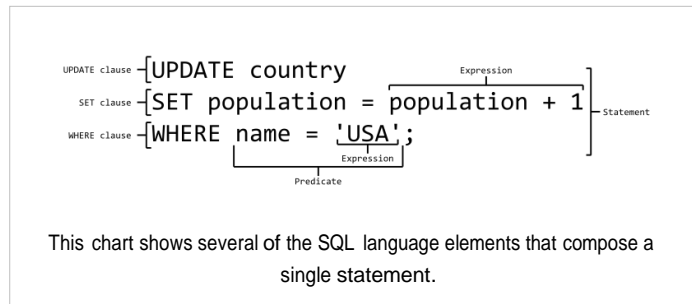 UPDATE clause UPDATE country Expression
SET clause SET population = population + 1 Statement
WHERE clause WHERE name = 'USA';
Expression
Predicate
This chart shows several of the SQL language elements that compose a
single statement.